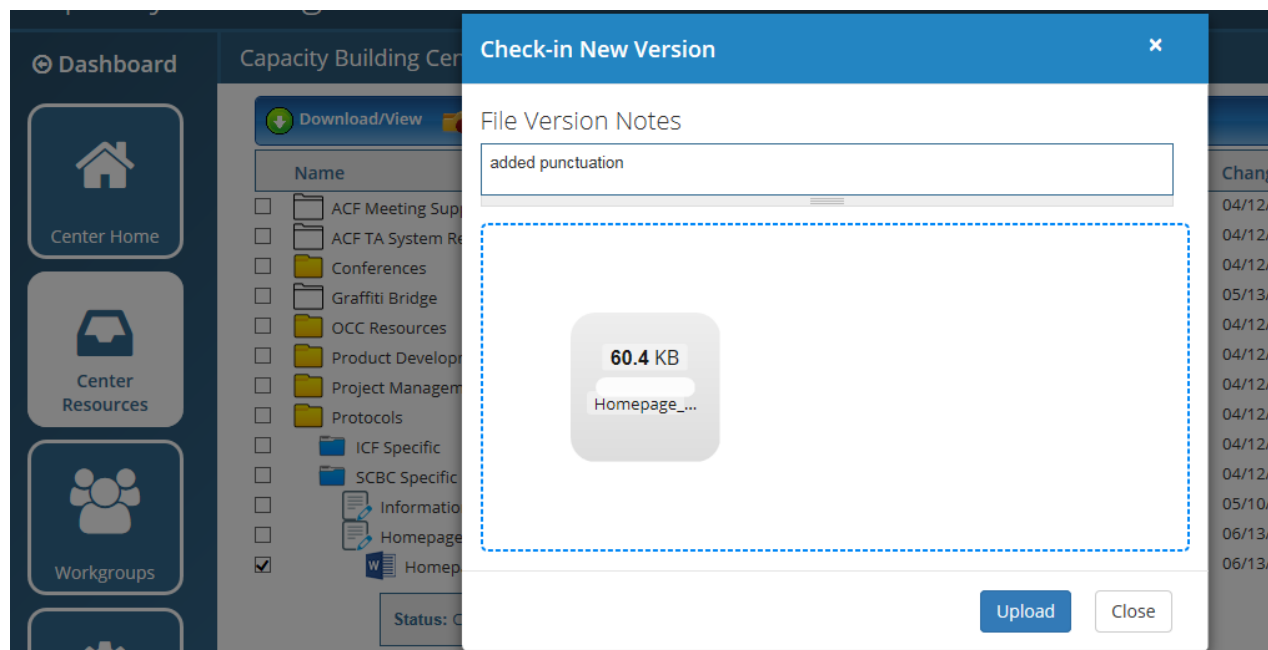 Dashboard
Center Home
Center
Resources
Workgroups
Capacity Building Cer
Download/View
Name
ACF Meeting Supp
ACF TA System Re
Conferences
Graffiti Bridge
OCC Resources
Product Developm
Project Managem
Protocols
ICF Specific
SCBC Specific
Informatio
Homepage
W Homepa
Status:
Check-in New Version
×
File Version Notes
added punctuation
60.4 KB
Homepage_...
Upload
Close
Chang
04/12/
04/12/
04/12/
05/13/
04/12/
04/12/
04/12/
04/12/
04/12/
04/12/
05/10/
06/13/
06/13/